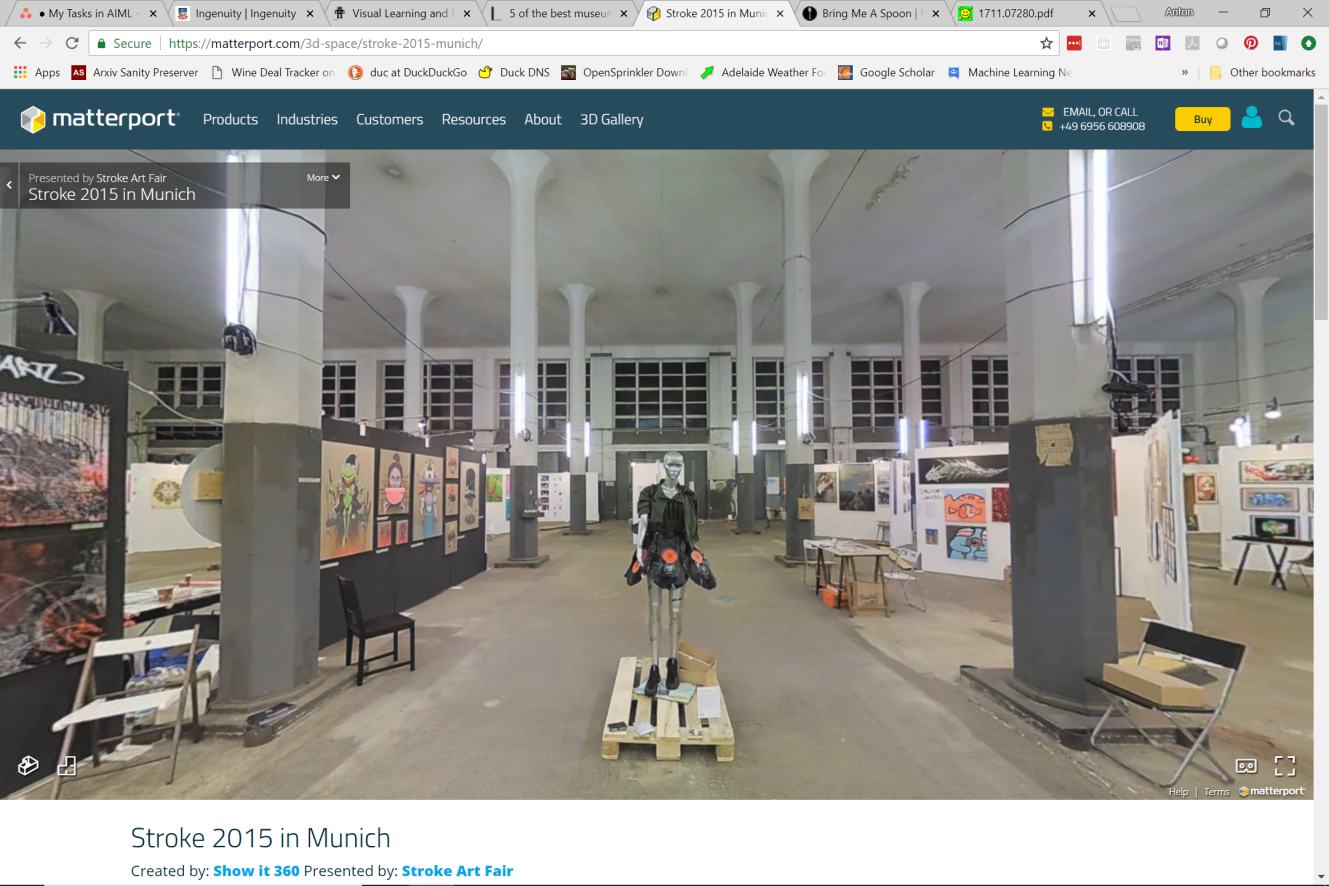 ● My Tasks in AIML
Ingenuity | Ingenuity
Visual Learning and
5 of the best museu
Stroke 2015 in Munic
Bring Me A Spoon |
1711.07280.pdf
Anton
Secure
https://matterport.com/3d-space/stroke-2015-munich/
Apps
AS
Arxiv Sanity Preserver
Wine Deal Tracker on
duc at DuckDuckGo
Duck DNS
OpenSprinkler Downl
Adelaide Weather For
Google Scholar
Machine Learning Ne
»
Other bookmarks
matterport
Products
Industries
Customers
Resources
About
3D Gallery
EMAIL, OR CALL
+49 6956 608908
Buy
Presented by Stroke Art Fair
Stroke 2015 in Munich
More
Help | Terms
matterport
Stroke 2015 in Munich
Created by: Show it 360 Presented by: Stroke Art Fair